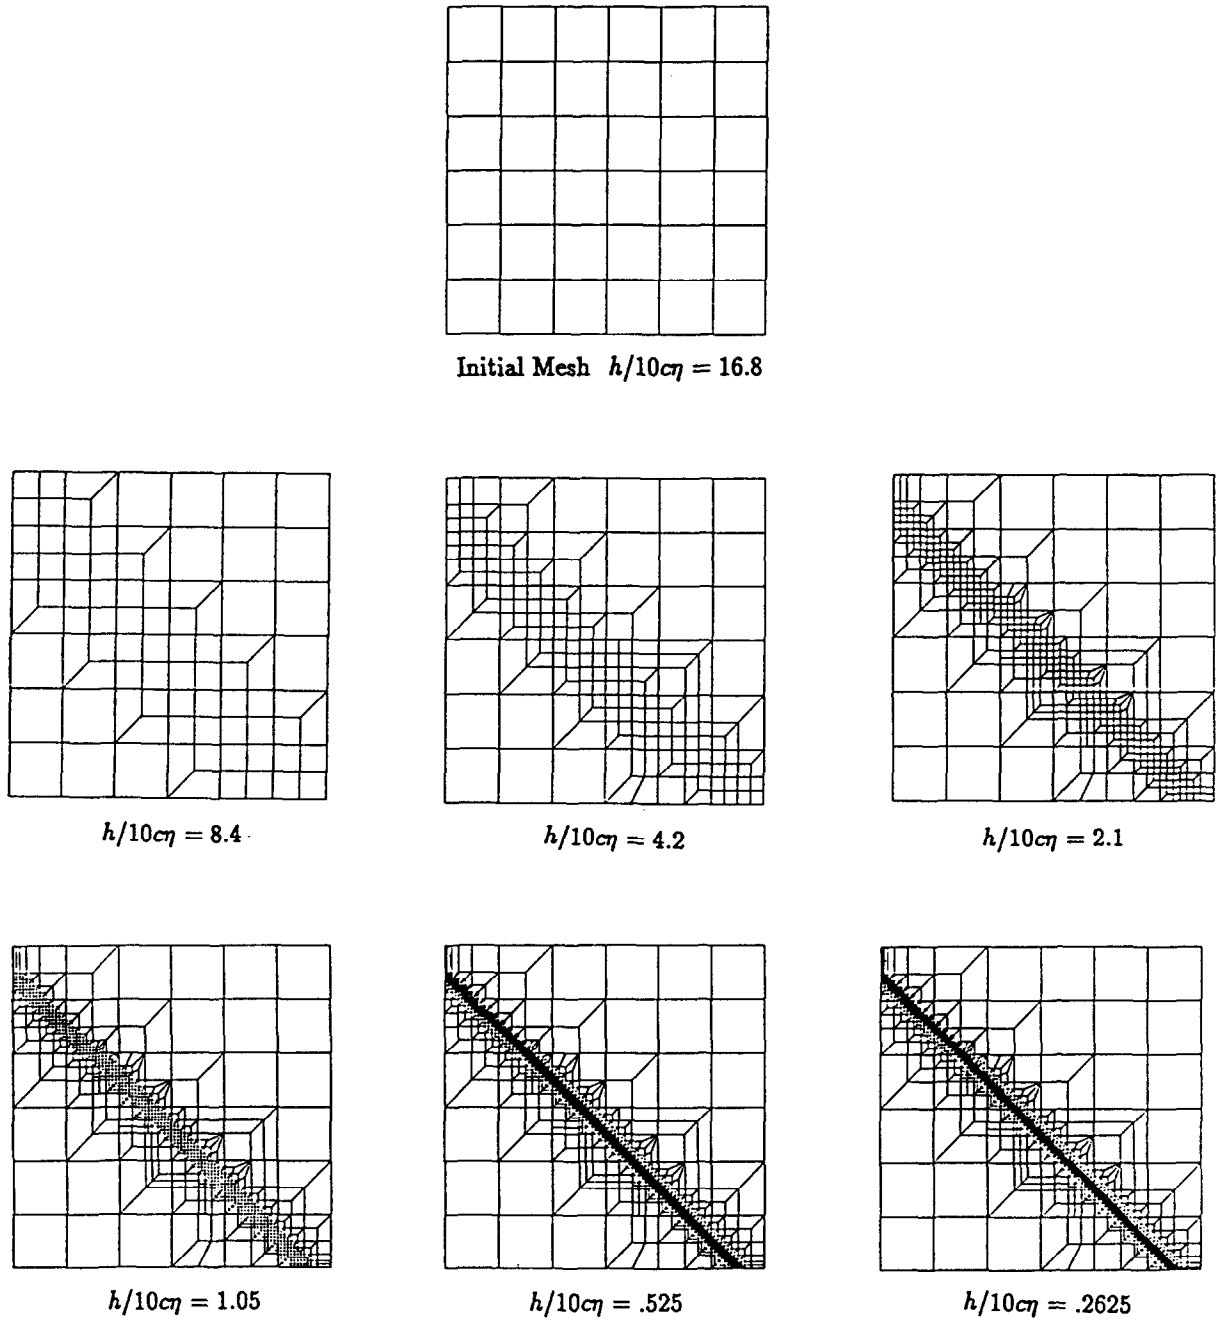 Initial Mesh h/10cη = 16.8
h/10cη = 8.4
h/10cη = 4.2
h/10cη = 2.1
h/10cη = 1.05
h/10cη = .525
h/10cη = .2625